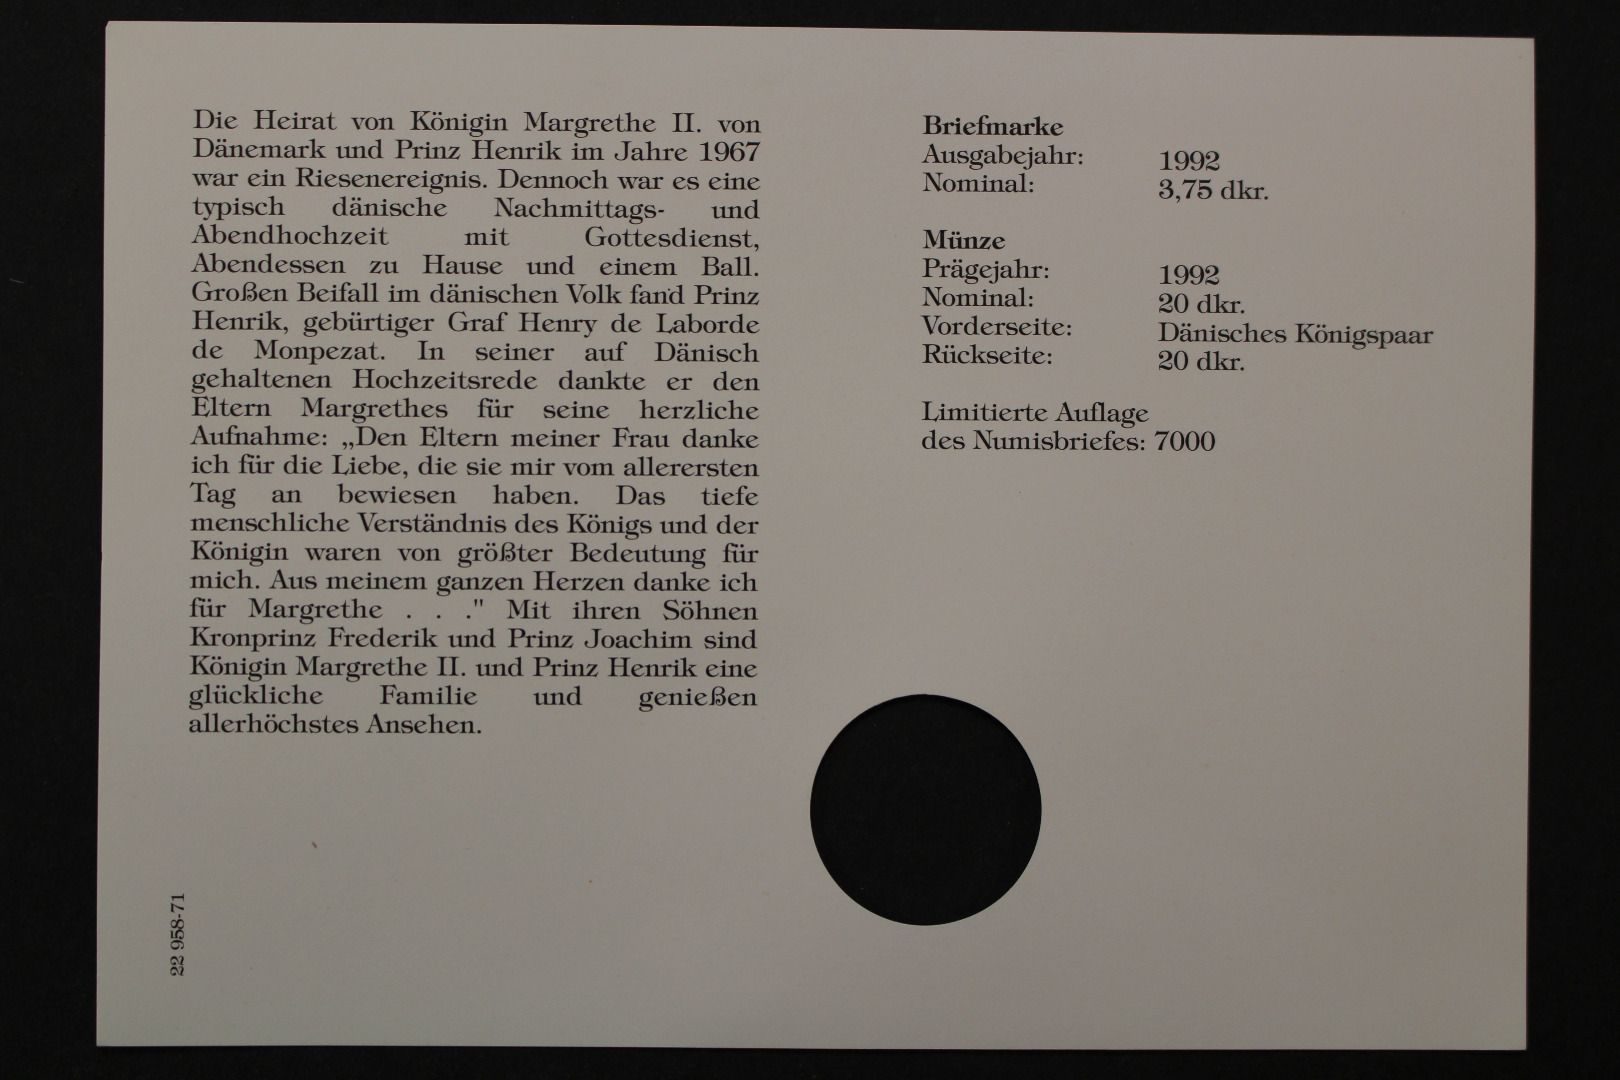 Die Heirat von Königin Margrethe II. von
Dänemark und Prinz Henrik im Jahre 1967
war ein Riesenereignis. Dennoch war es eine
typisch dänische Nachmittags- und
Abendhochzeit mit Gottesdienst,
Abendessen zu Hause und einem Ball.
Großen Beifall im dänischen Volk fand Prinz
Henrik, gebürtiger Graf Henry de Laborde
de Monpezat. In seiner auf Dänisch
gehaltenen Hochzeitsrede dankte er den
Eltern Margrethes für seine herzliche
Aufnahme: „Den Eltern meiner Frau danke
ich für die Liebe, die sie mir vom allerersten
Tag an bewiesen haben. Das tiefe
menschliche Verständnis des Königs und der
Königin waren von größter Bedeutung für
mich. Aus meinem ganzen Herzen danke ich
für Margrethe . . ." Mit ihren Söhnen
Kronprinz Frederik und Prinz Joachim sind
Königin Margrethe II. und Prinz Henrik eine
glückliche Familie und genießen
allerhöchstes Ansehen.
Briefmarke
Ausgabejahr: 1992
Nominal: 3,75 dkr.
Münze
Prägejahr: 1992
Nominal: 20 dkr.
Vorderseite: Dänisches Königspaar
Rückseite: 20 dkr.
Limitierte Auflage
des Numisbriefes: 7000
22 958-71